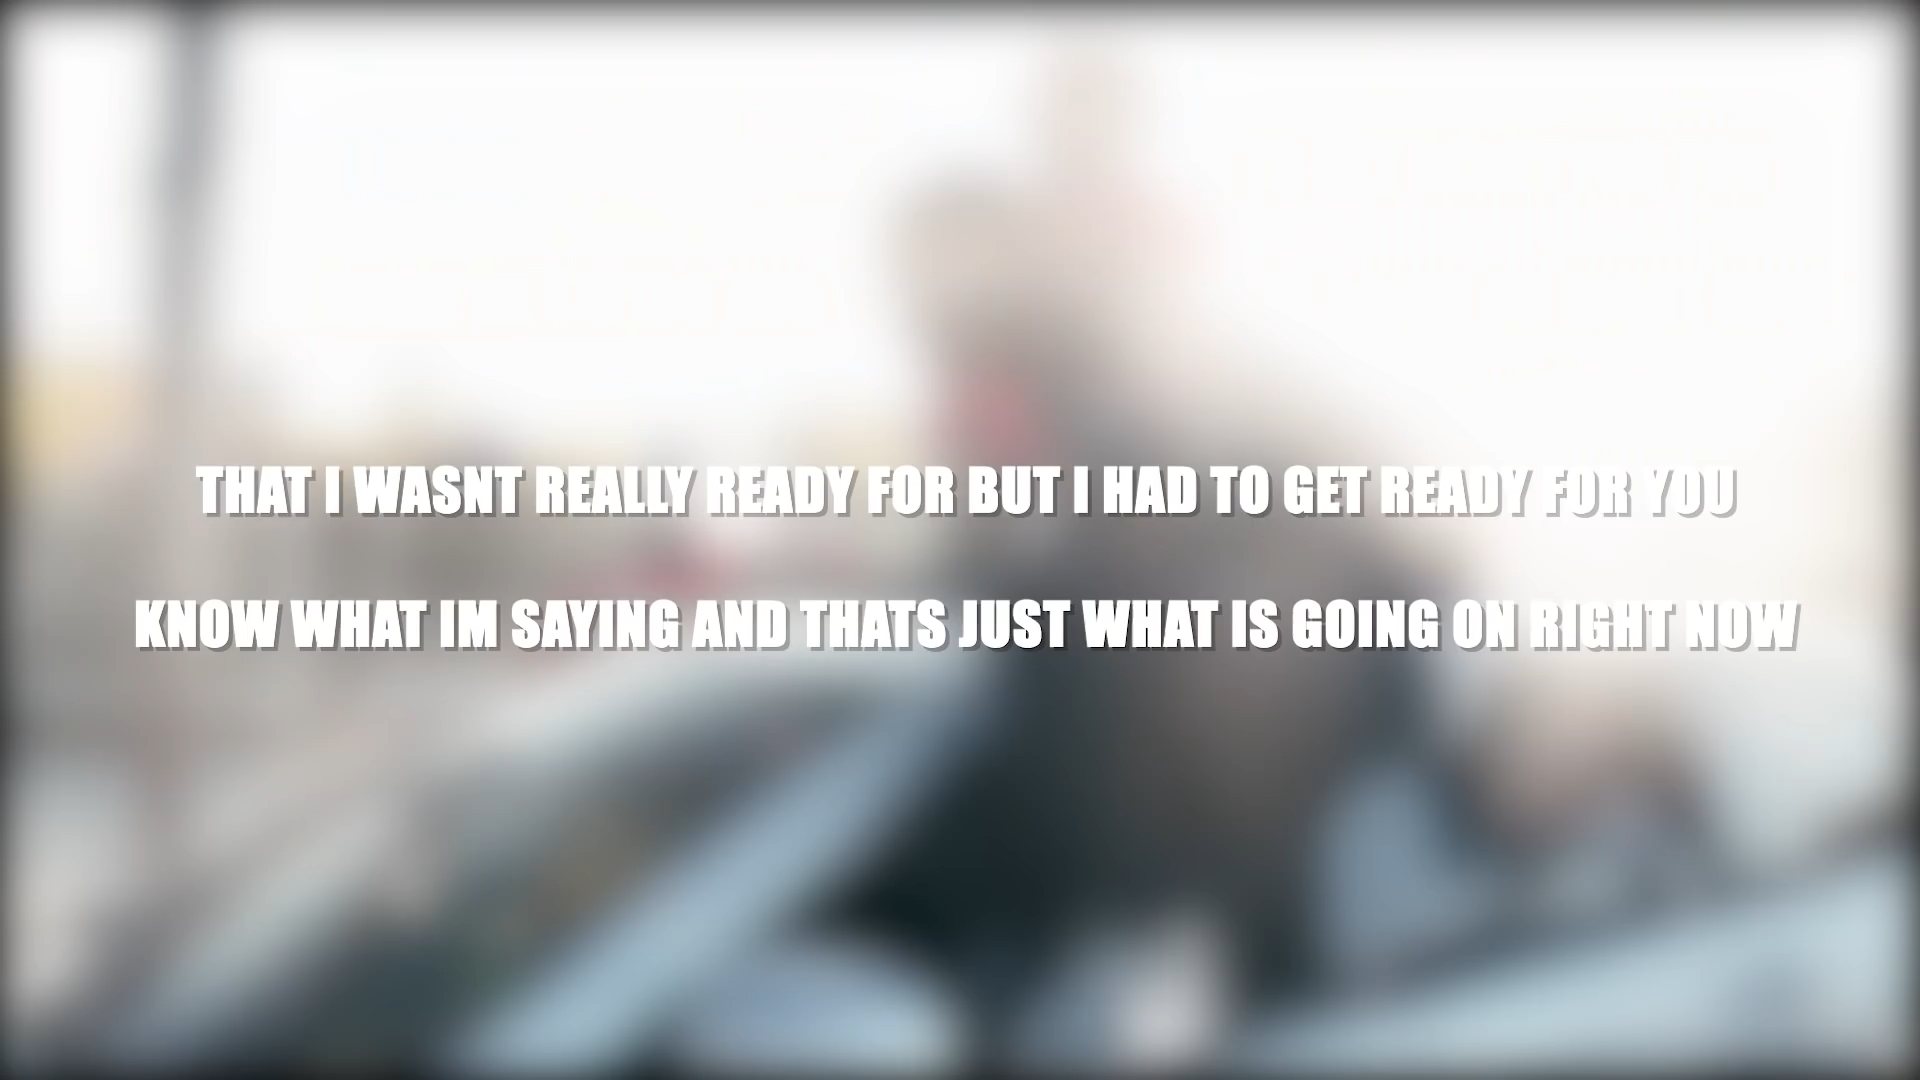 THAT I WASNT REALLY READY FOR BUT I HAD TO GET READY FOR YOU
KNOW WHAT IM SAYING AND THATS JUST WHAT IS GOING ON RIGHT NOW